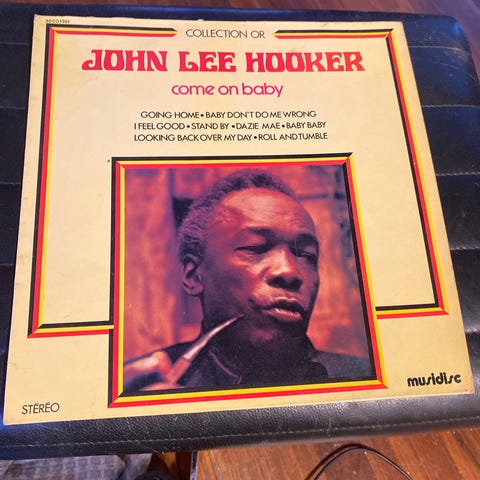 COLLECTION OR
JOHN LEE HOOKER
come on baby
GOING HOME • BABY DON'T DO ME WRONG
I FEEL GOOD • STAND BY • DAZIE MAE • BABY BABY
LOOKING BACK OVER MY DAY • ROLL AND TUMBLE
STÉRÉO
musidisc